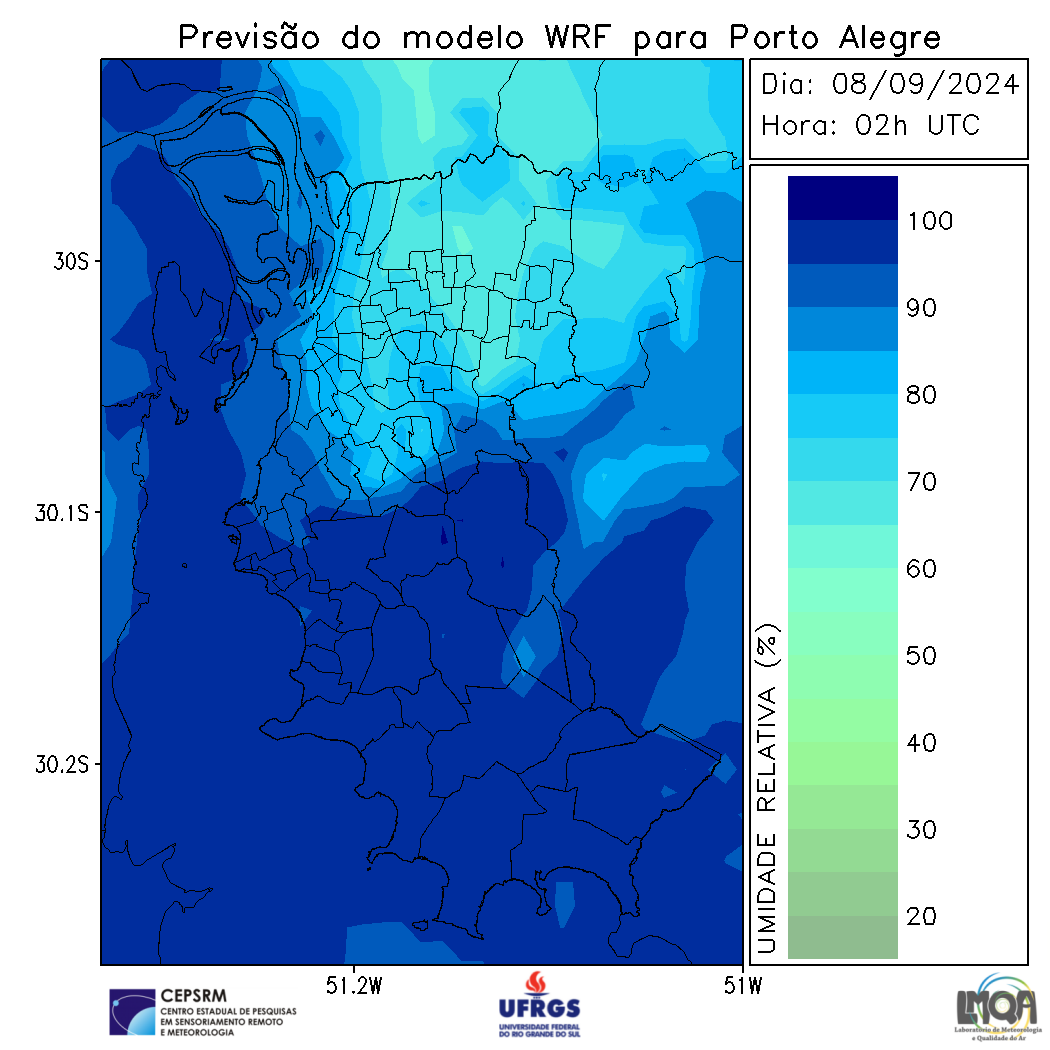 Previsão do modelo WRF para Porto Alegre
Dia: 08/09/2024
Hora: 02h UTC
30S
30.1S
30.2S
51.2W
51W
100
90
80
70
60
50
40
30
20
UMIDADE RELATIVA (%)
CEPSRM
CENTRO ESTADUAL DE PESQUISAS
EM SENSORIAMENTO REMOTO
E METEOROLOGIA
UFRGS
UNIVERSIDADE FEDERAL
DO RIO GRANDE DO SUL
LMQA
Laboratório de Meteorologia
e Qualidade do Ar